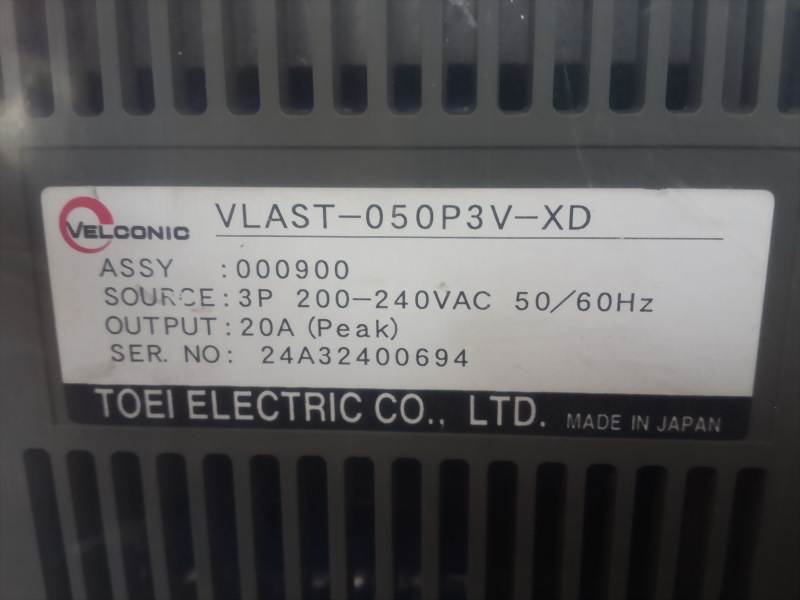 VELCONIC VLAST-050P3V-XD
ASSY :000900
SOURCE:3P 200-240VAC 50/60Hz
OUTPUT:20A (Peak)
SER. NO: 24A32400694
TOEI ELECTRIC CO., LTD. MADE IN JAPAN